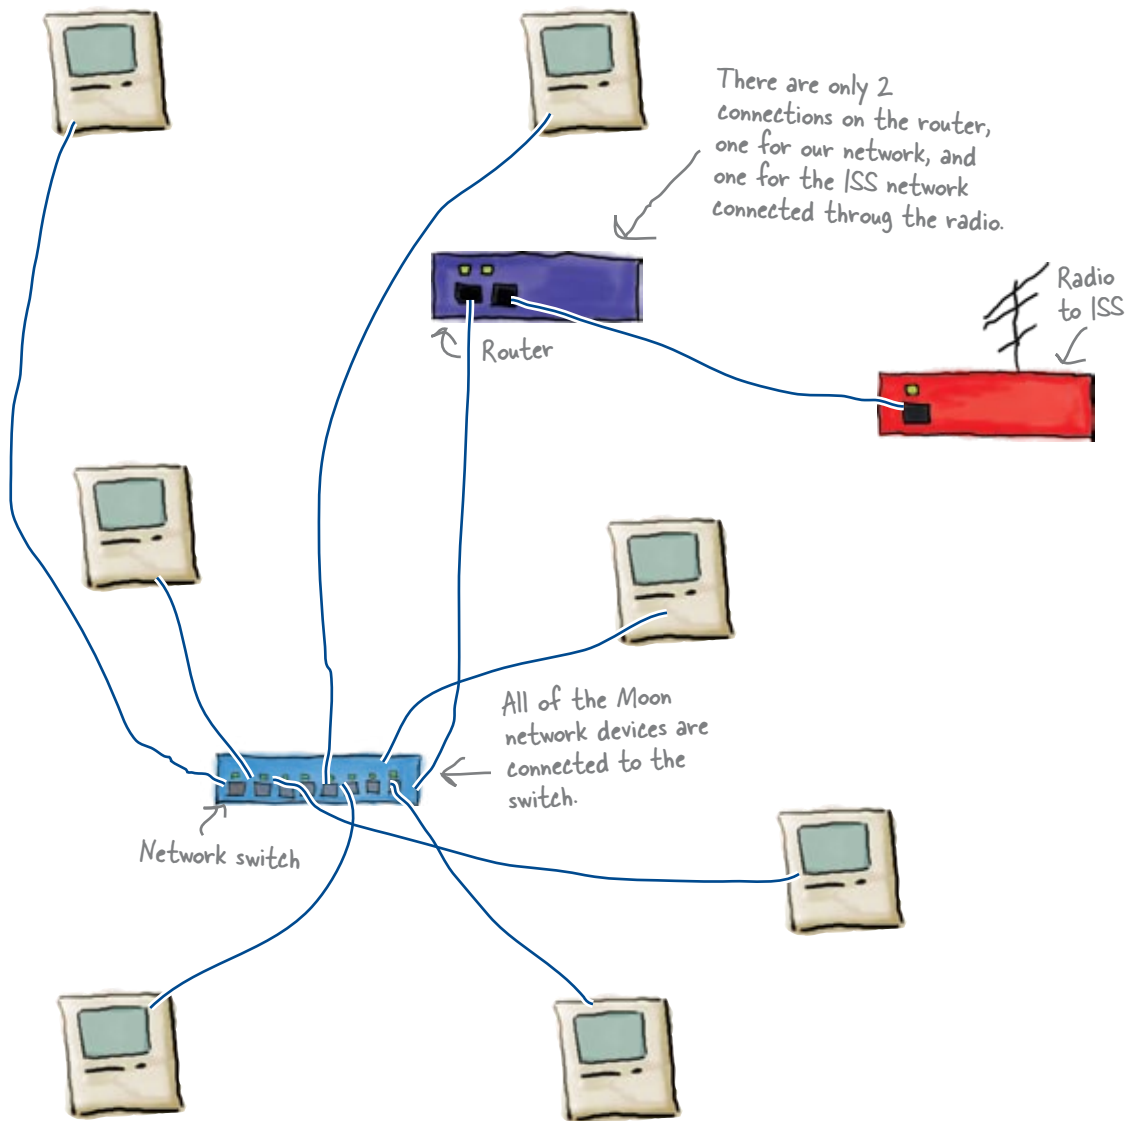 There are only 2
connections on the router,
one for our network, and
one for the ISS network
connected throug the radio.
Radio
to ISS
Router
All of the Moon
network devices are
connected to the
switch.
Network switch